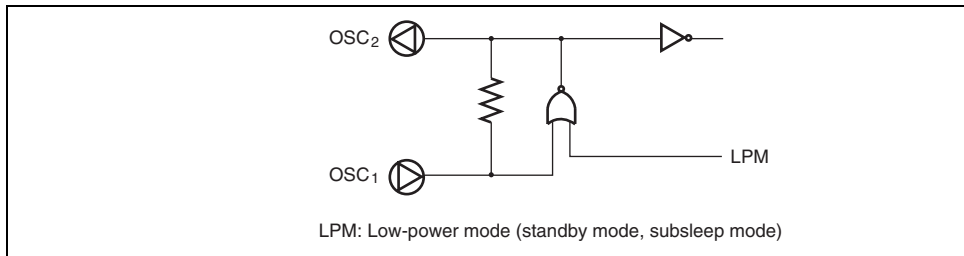 OSC2
LPM
OSC1
LPM: Low-power mode (standby mode, subsleep mode)